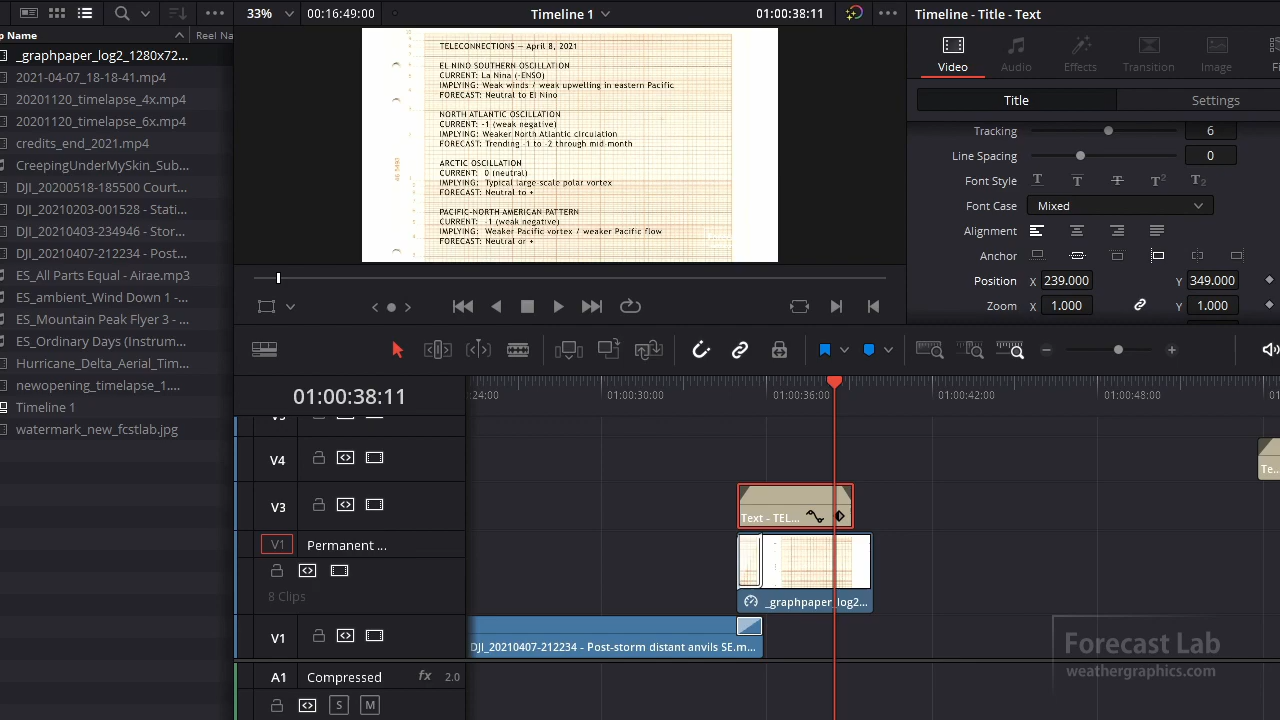 33%
00:16:49:00
Timeline 1
01:00:38:11
Timeline - Title - Text
Name
Reel Na
_graphpaper_log2_1280x72...
2021-04-07_18-18-41.mp4
20201120_timelapse_4x.mp4
20201120_timelapse_6x.mp4
credits_end_2021.mp4
CreepingUnderMySkin_Sub...
DJI_20200518-185500 Court...
DJI_20210203-001528 - Stati...
DJI_20210403-234946 - Stor...
DJI_20210407-212234 - Post...
ES_All Parts Equal - Airae.mp3
ES_ambient_Wind Down 1 -...
ES_Mountain Peak Flyer 3 - ...
ES_Ordinary Days (Instrum...
Hurricane_Delta_Aerial_Tim...
newopening_timelapse_1....
Timeline 1
watermark_new_fcstlab.jpg
TELECONNECTIONS — April 8, 2021
EL NINO SOUTHERN OSCILLATION
CURRENT: La Nina (-ENSO)
IMPLYING: Weak winds / weak upwelling in eastern Pacific
FORECAST: Neutral to El Nino
NORTH ATLANTIC OSCILLATION
CURRENT: -1 (weak negative)
IMPLYING: Weaker North Atlantic circulation
FORECAST: Trending -1 to -2 through mid-month
ARCTIC OSCILLATION
CURRENT: 0 (neutral)
IMPLYING: Typical large-scale polar vortex
FORECAST: Neutral to +
PACIFIC-NORTH AMERICAN PATTERN
CURRENT: -1 (weak negative)
IMPLYING: Weaker Pacific vortex / weaker Pacific flow
FORECAST: Neutral or +
Video
Audio
Effects
Transition
Image
Title
Settings
Tracking 6
Line Spacing 0
Font Style T T T T² T₂
Font Case Mixed
Alignment
Anchor
Position X 239.000 Y 349.000
Zoom X 1.000 Y 1.000
01:00:38:11
24:00
01:00:30:00
01:00:36:00
01:00:42:00
01:00:48:00
V4
Te...
V3
Text - TEL...
V1 Permanent ...
8 Clips
_graphpaper_log2...
V1
DJI_20210407-212234 - Post-storm distant anvils SE.m...
A1 Compressed fx 2.0
S M
Forecast Lab
weathergraphics.com